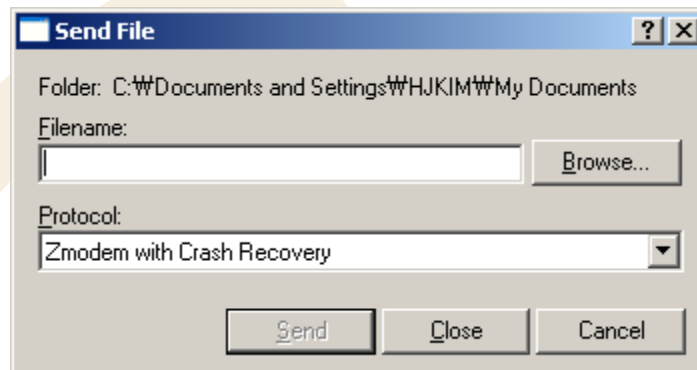 Send File
Folder: C:₩Documents and Settings₩HJKIM₩My Documents
Filename:
Browse...
Protocol:
Zmodem with Crash Recovery
Send
Close
Cancel